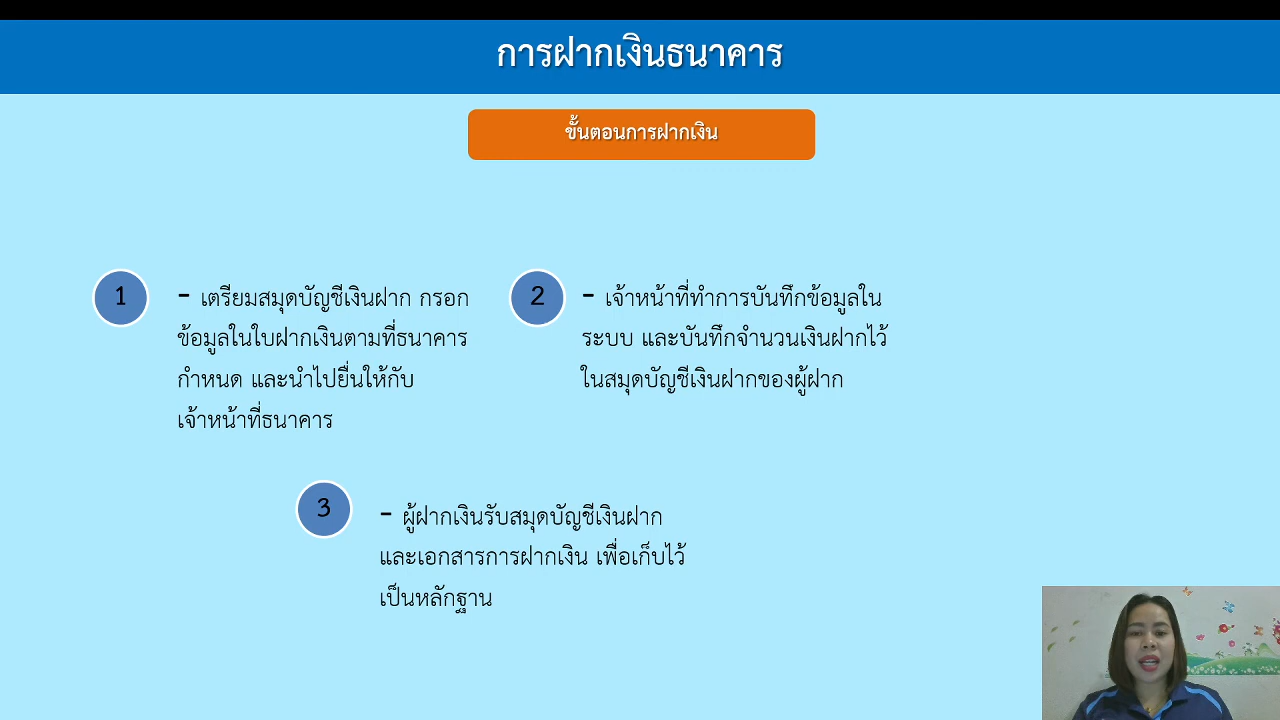 การฝากเงินธนาคาร
ขั้นตอนการฝากเงิน
1
- เตรียมสมุดบัญชีเงินฝาก กรอก
ข้อมูลในใบฝากเงินตามที่ธนาคาร
กำหนด และนำไปยื่นให้กับ
เจ้าหน้าที่ธนาคาร
2
- เจ้าหน้าที่ทำการบันทึกข้อมูลใน
ระบบ และบันทึกจำนวนเงินฝากไว้
ในสมุดบัญชีเงินฝากของผู้ฝาก
3
- ผู้ฝากเงินรับสมุดบัญชีเงินฝาก
และเอกสารการฝากเงิน เพื่อเก็บไว้
เป็นหลักฐาน